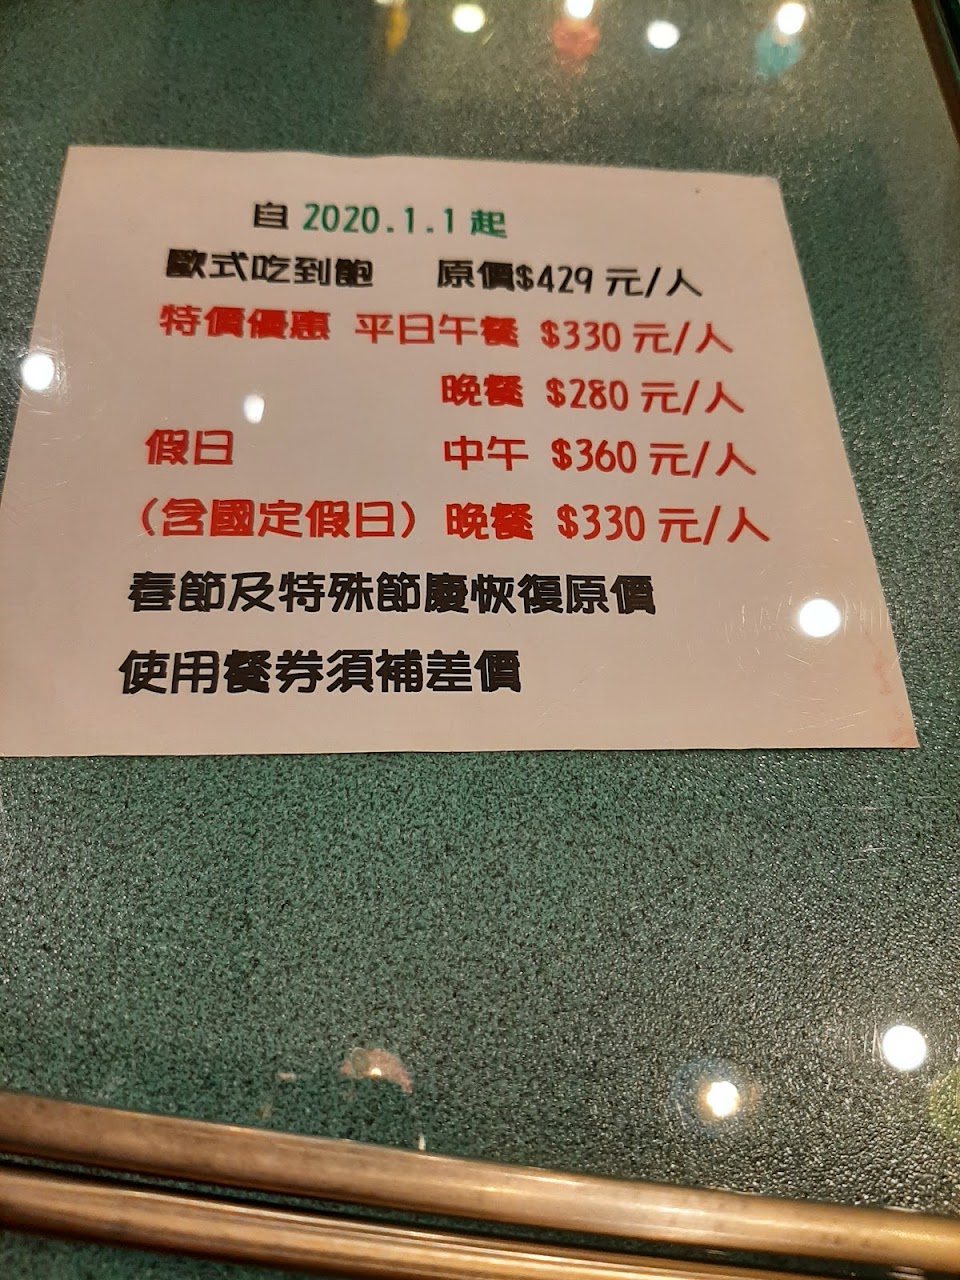 自 2020.1.1 起
歐式吃到飽 原價$429 元/人
特價優惠 平日午餐 $330 元/人
晚餐 $280 元/人
假日 中午 $360 元/人
(含國定假日) 晚餐 $330 元/人
春節及特殊節慶恢復原價
使用餐券須補差價